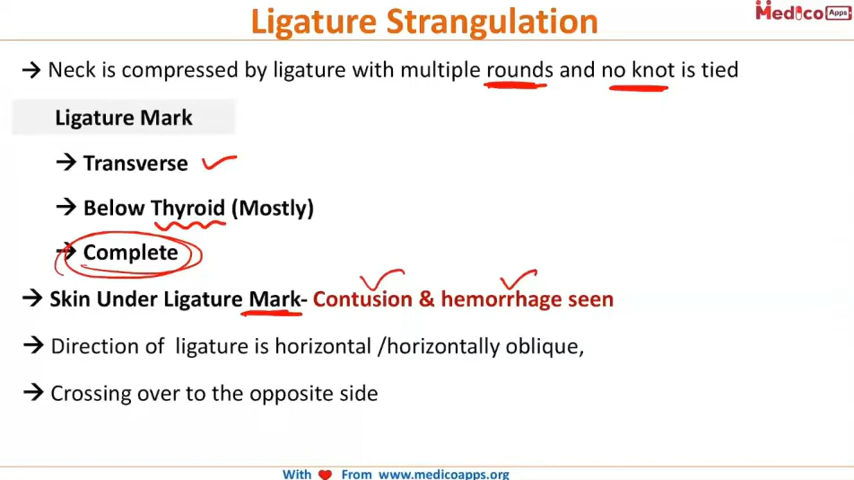 Ligature Strangulation
Medico Apps
→ Neck is compressed by ligature with multiple rounds and no knot is tied
Ligature Mark
→ Transverse
→ Below Thyroid (Mostly)
→ Complete
→ Skin Under Ligature Mark- Contusion & hemorrhage seen
→ Direction of ligature is horizontal /horizontally oblique,
→ Crossing over to the opposite side
With ❤ From www.medicoapps.org